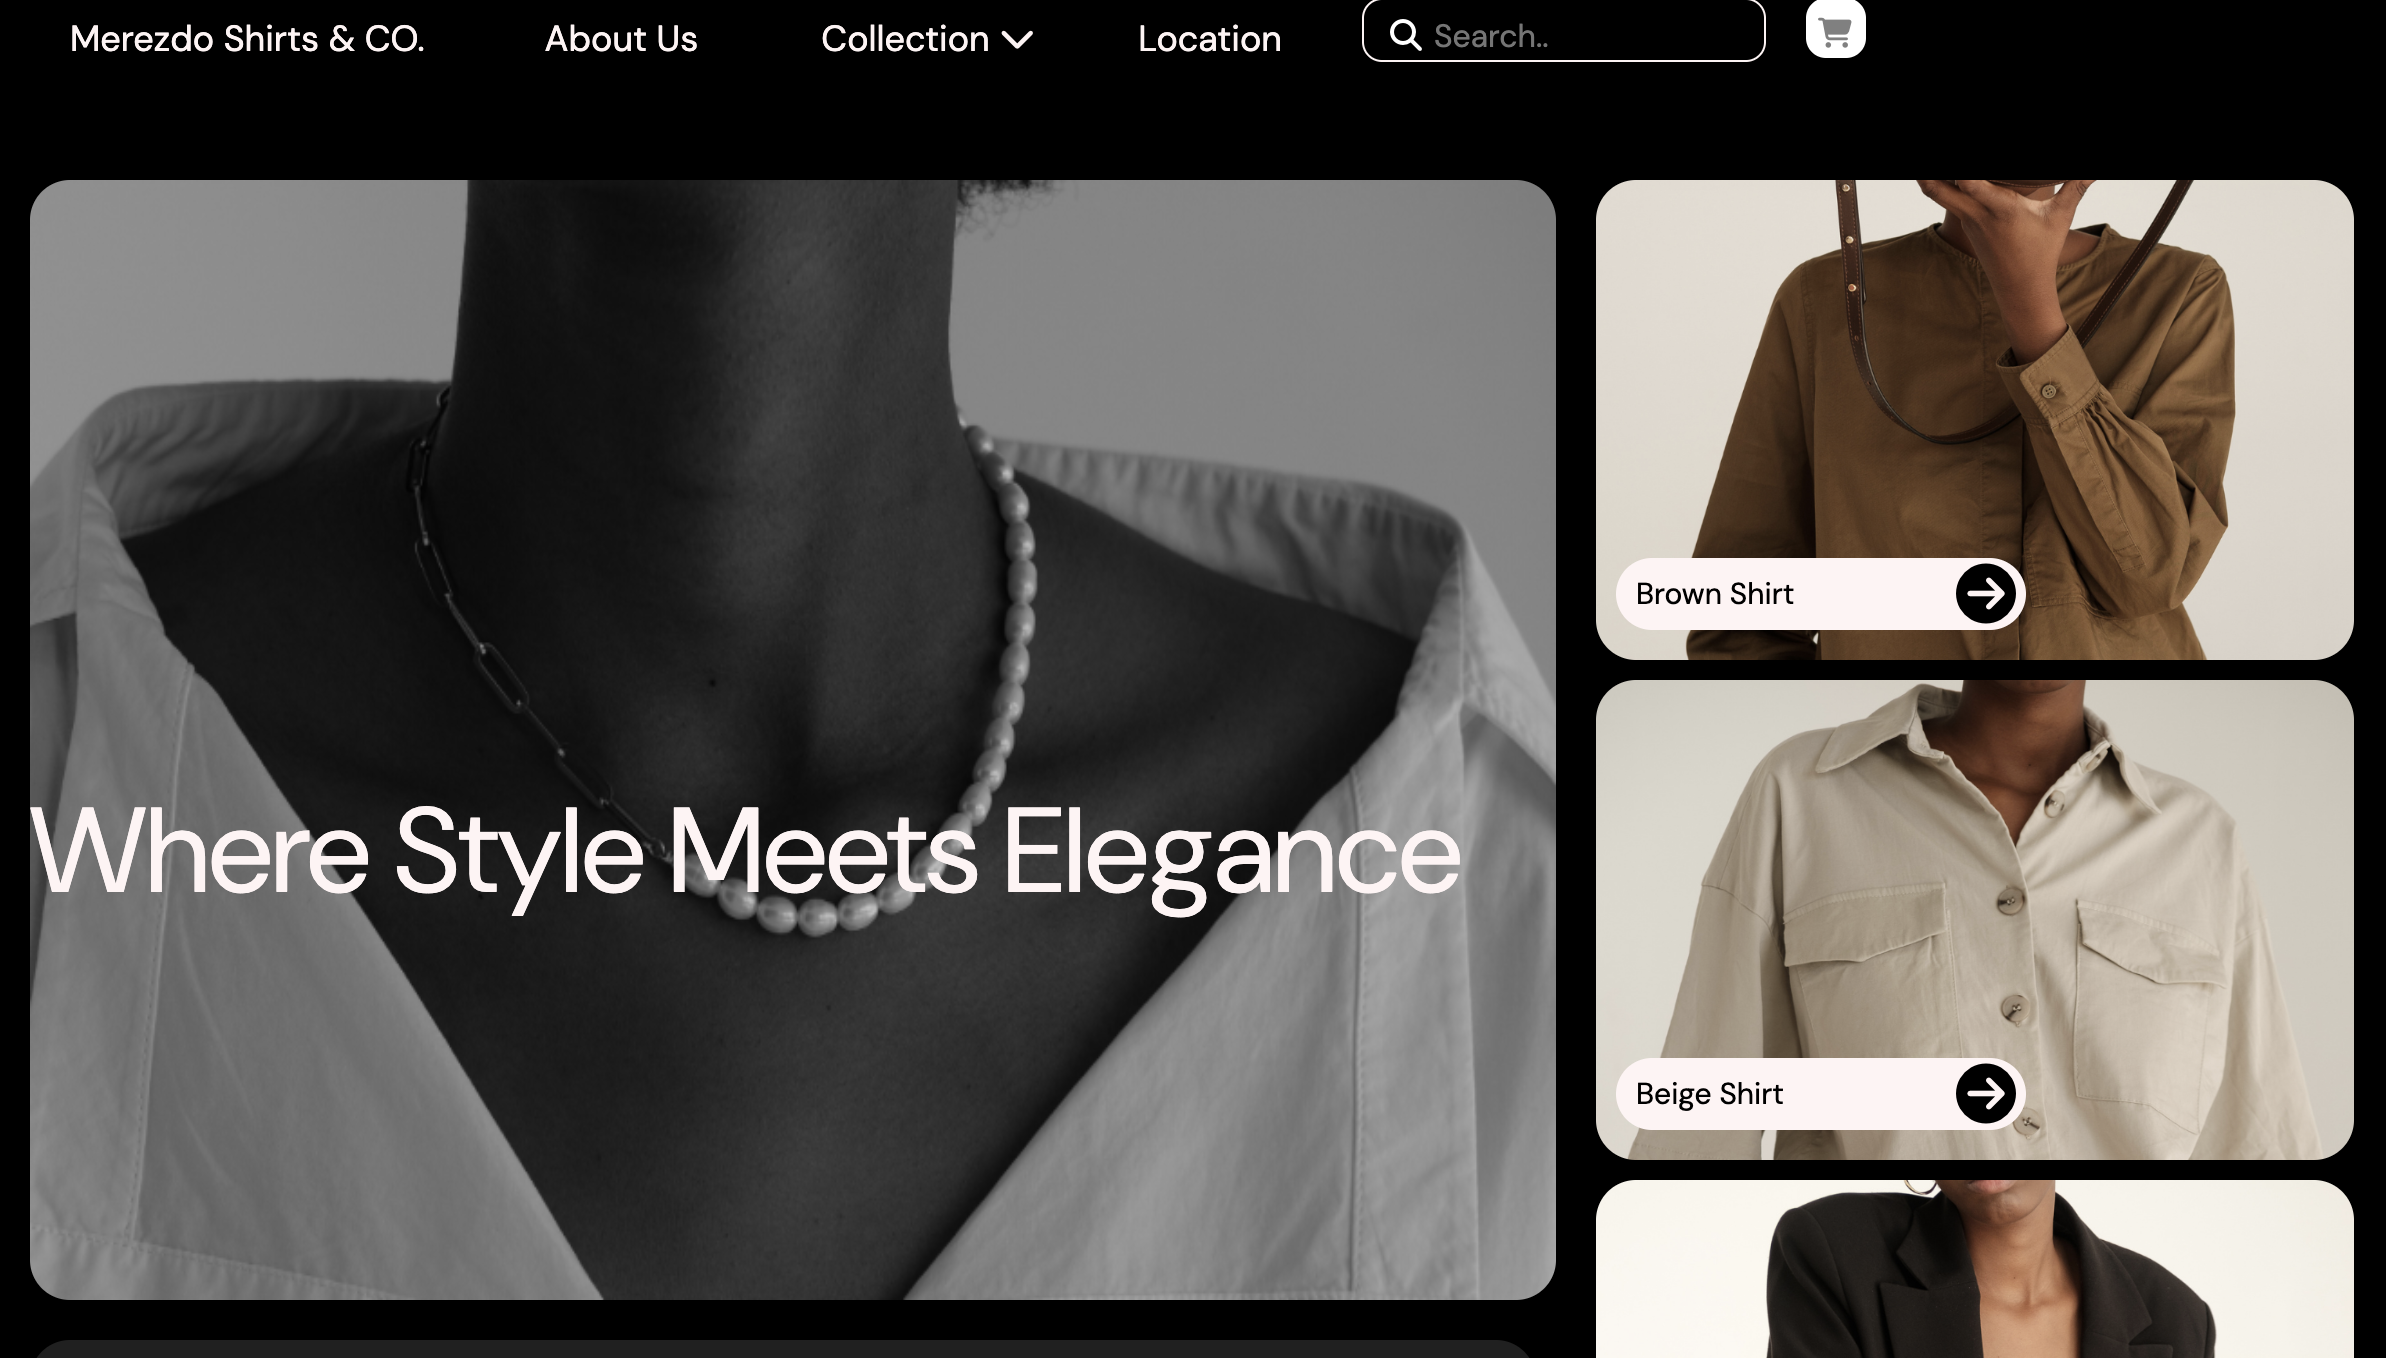 Merezdo Shirts & CO.
About Us
Collection
Location
Search..
Where Style Meets Elegance
Brown Shirt
Beige Shirt